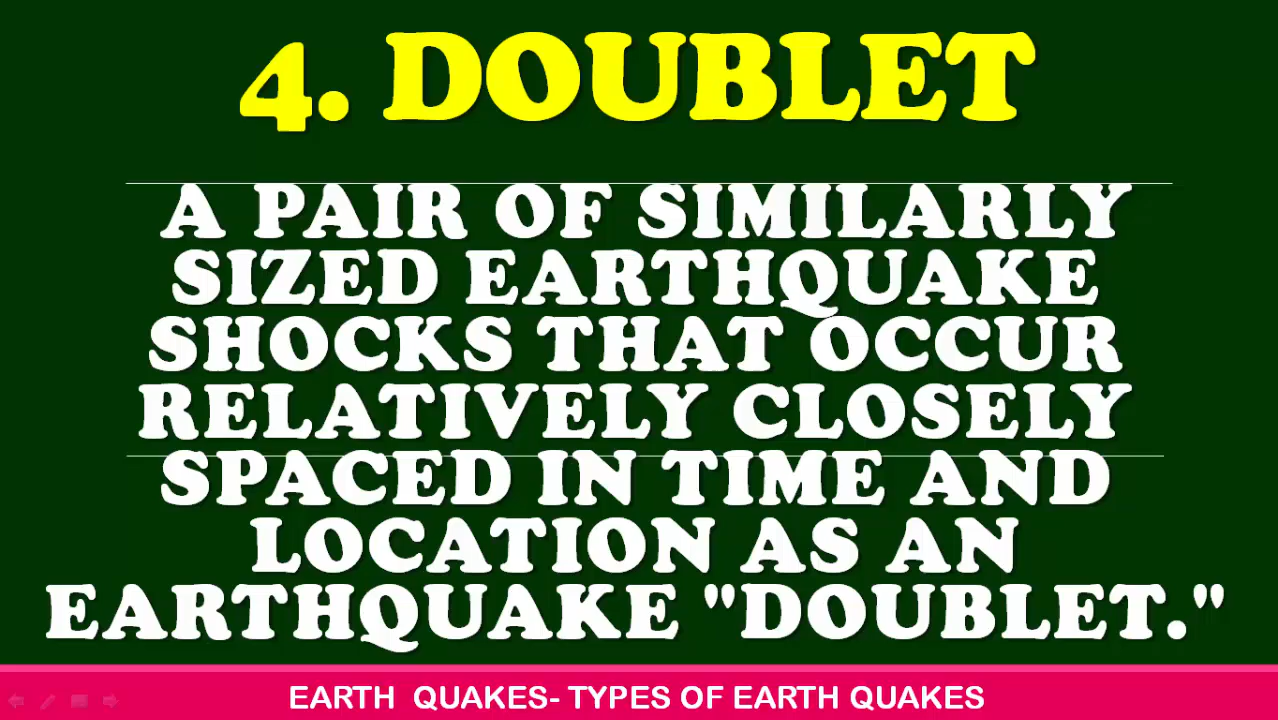 4. DOUBLET
A PAIR OF SIMILARLY
SIZED EARTHQUAKE
SHOCKS THAT OCCUR
RELATIVELY CLOSELY
SPACED IN TIME AND
LOCATION AS AN
EARTHQUAKE "DOUBLET."
EARTH QUAKES- TYPES OF EARTH QUAKES